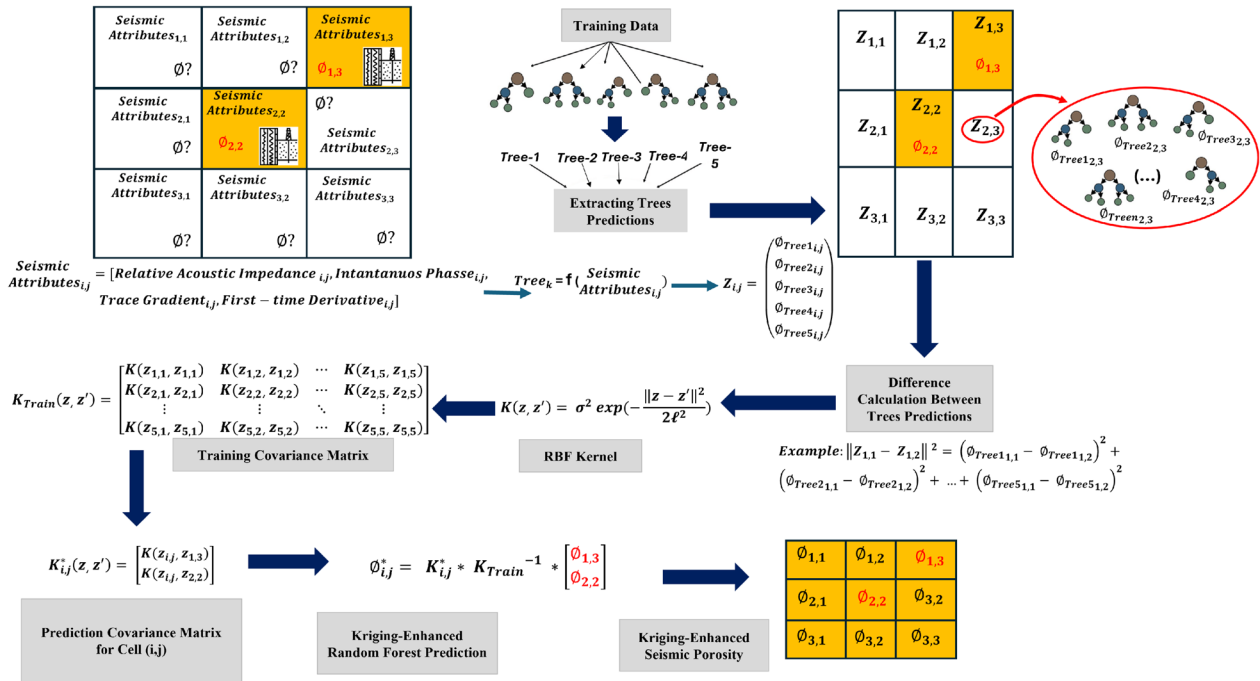 Seismic
Attributes1,1
Ø?
Seismic
Attributes1,2
Ø?
Seismic
Attributes1,3
Ø1,3
Seismic
Attributes2,1
Ø?
Seismic
Attributes2,2
Ø2,2
Ø?
Seismic
Attributes2,3
Seismic
Attributes3,1
Ø?
Seismic
Attributes3,2
Ø?
Seismic
Attributes3,3
Ø?
Training Data
Tree-1 Tree-2 Tree-3 Tree-4 Tree-
5
Extracting Trees
Predictions
Z1,1 Z1,2 Z1,3
Ø1,3
Z2,1 Z2,2 Z2,3
Ø2,2
Z3,1 Z3,2 Z3,3
ØTree12,3 ØTree22,3 ØTree32,3
(...)
ØTreen2,3 ØTree42,3
Seismic
Attributesi,j = [Relative Acoustic Impedance i,j, Intantanuos Phassei,j,
Trace Gradienti,j, First − time Derivativei,j]
Treek = f(Seismic
Attributesi,j)
Zi,j = (ØTree1i,j
ØTree2i,j
ØTree3i,j
ØTree4i,j
ØTree5i,j)
Difference
Calculation Between
Trees Predictions
Example: ‖Z1,1 − Z1,2‖ 2 = (ØTree11,1 − ØTree11,2)2 +
(ØTree21,1 − ØTree21,2)2 + ... + (ØTree51,1 − ØTree51,2)2
K(z, z') = σ2 exp(−‖z − z'‖2 / 2ℓ2)
RBF Kernel
KTrain(z, z') =
[K(z1,1, z1,1) K(z1,2, z1,2) ⋯ K(z1,5, z1,5)
K(z2,1, z2,1) K(z2,2, z2,2) ⋯ K(z2,5, z2,5)
⋮ ⋮ ⋱ ⋮
K(z5,1, z5,1) K(z5,2, z5,2) ⋯ K(z5,5, z5,5)]
Training Covariance Matrix
K*i,j(z, z') = [K(zi,j, z1,3)
K(zi,j, z2,2)]
Prediction Covariance Matrix
for Cell (i,j)
Ø*i,j = K*i,j * KTrain−1 * [Ø1,3
Ø2,2]
Kriging-Enhanced
Random Forest Prediction
Kriging-Enhanced
Seismic Porosity
Ø1,1 Ø1,2 Ø1,3
Ø2,1 Ø2,2 Ø3,2
Ø3,1 Ø3,2 Ø3,3